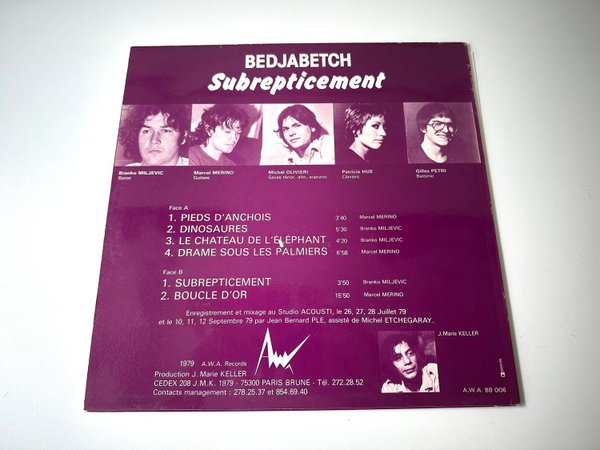 BEDJABETCH
Subrepticement
Branko MILJEVIC
Basse
Marcel MERINO
Guitare
Michel OLIVIERI
Saxes ténor, alto, soprano
Patricia HUE
Claviers
Gilles PETRI
Batterie
Face A
1. PIEDS D'ANCHOIS 3'40 Marcel MERINO
2. DINOSAURES 5'30 Branko MILJEVIC
3. LE CHATEAU DE L'ÉLÉPHANT 4'20 Branko MILJEVIC
4. DRAME SOUS LES PALMIERS 6'58 Marcel MERINO
Face B
1. SUBREPTICEMENT 3'50 Branko MILJEVIC
2. BOUCLE D'OR 15'50 Marcel MERINO
Enregistrement et mixage au Studio ACOUSTI, le 26, 27, 28 Juillet 79
et le 10, 11, 12 Septembre 79 par Jean Bernard PLE, assisté de Michel ETCHEGARAY.
J.Marie KELLER
1979 A.W.A. Records
Production J. Marie KELLER
CEDEX 208 J.M.K. 1979 - 75300 PARIS BRUNE - Tél. 272.28.52
Contacts management : 278.25.37 et 854.69.40
AWA
A.W.A. BB 006